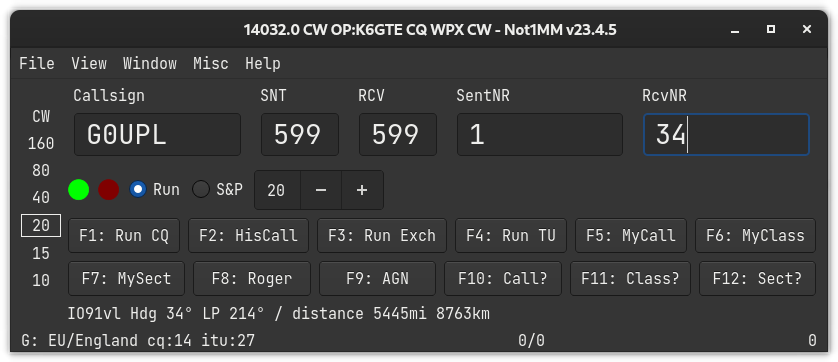 14032.0 CW OP:K6GTE CQ WPX CW - Not1MM v23.4.5
File View Window Misc Help
Callsign SNT RCV SentNR RcvNR
G0UPL 599 599 1 34
CW
160
80
40
20
15
10
Run S&P 20 − +
F1: Run CQ F2: HisCall F3: Run Exch F4: Run TU F5: MyCall F6: MyClass
F7: MySect F8: Roger F9: AGN F10: Call? F11: Class? F12: Sect?
IO91vl Hdg 34° LP 214° / distance 5445mi 8763km
G: EU/England cq:14 itu:27 0/0 0